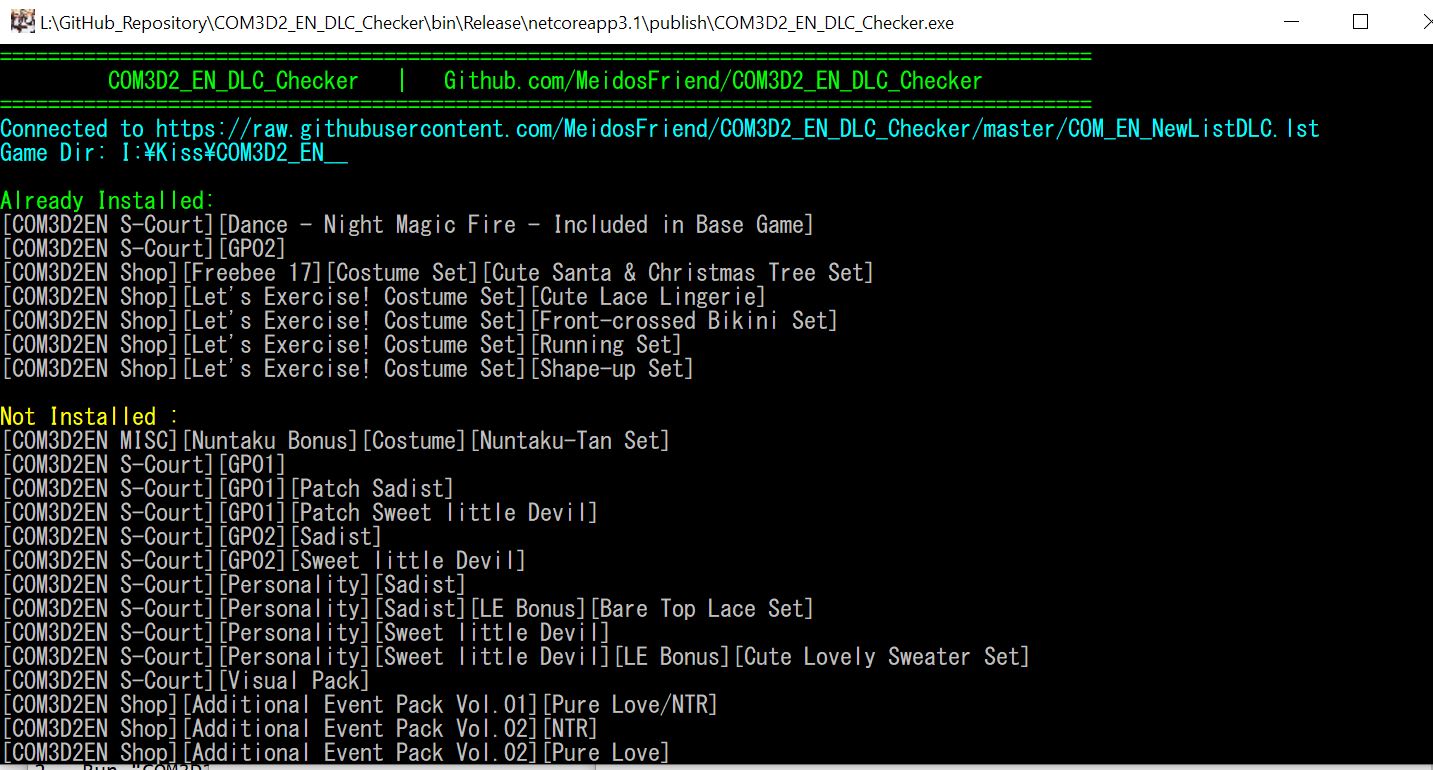 L:\GitHub_Repository\COM3D2_EN_DLC_Checker\bin\Release\netcoreapp3.1\publish\COM3D2_EN_DLC_Checker.exe
===========================================================================================
COM3D2_EN_DLC_Checker | Github.com/MeidosFriend/COM3D2_EN_DLC_Checker
===========================================================================================
Connected to https://raw.githubusercontent.com/MeidosFriend/COM3D2_EN_DLC_Checker/master/COM_EN_NewListDLC.lst
Game Dir: I:¥Kiss¥COM3D2_EN__
Already Installed:
[COM3D2EN S-Court][Dance - Night Magic Fire - Included in Base Game]
[COM3D2EN S-Court][GP02]
[COM3D2EN Shop][Freebee 17][Costume Set][Cute Santa & Christmas Tree Set]
[COM3D2EN Shop][Let's Exercise! Costume Set][Cute Lace Lingerie]
[COM3D2EN Shop][Let's Exercise! Costume Set][Front-crossed Bikini Set]
[COM3D2EN Shop][Let's Exercise! Costume Set][Running Set]
[COM3D2EN Shop][Let's Exercise! Costume Set][Shape-up Set]
Not Installed :
[COM3D2EN MISC][Nuntaku Bonus][Costume][Nuntaku-Tan Set]
[COM3D2EN S-Court][GP01]
[COM3D2EN S-Court][GP01][Patch Sadist]
[COM3D2EN S-Court][GP01][Patch Sweet little Devil]
[COM3D2EN S-Court][GP02][Sadist]
[COM3D2EN S-Court][GP02][Sweet little Devil]
[COM3D2EN S-Court][Personality][Sadist]
[COM3D2EN S-Court][Personality][Sadist][LE Bonus][Bare Top Lace Set]
[COM3D2EN S-Court][Personality][Sweet little Devil]
[COM3D2EN S-Court][Personality][Sweet little Devil][LE Bonus][Cute Lovely Sweater Set]
[COM3D2EN S-Court][Visual Pack]
[COM3D2EN Shop][Additional Event Pack Vol.01][Pure Love/NTR]
[COM3D2EN Shop][Additional Event Pack Vol.02][NTR]
[COM3D2EN Shop][Additional Event Pack Vol.02][Pure Love]